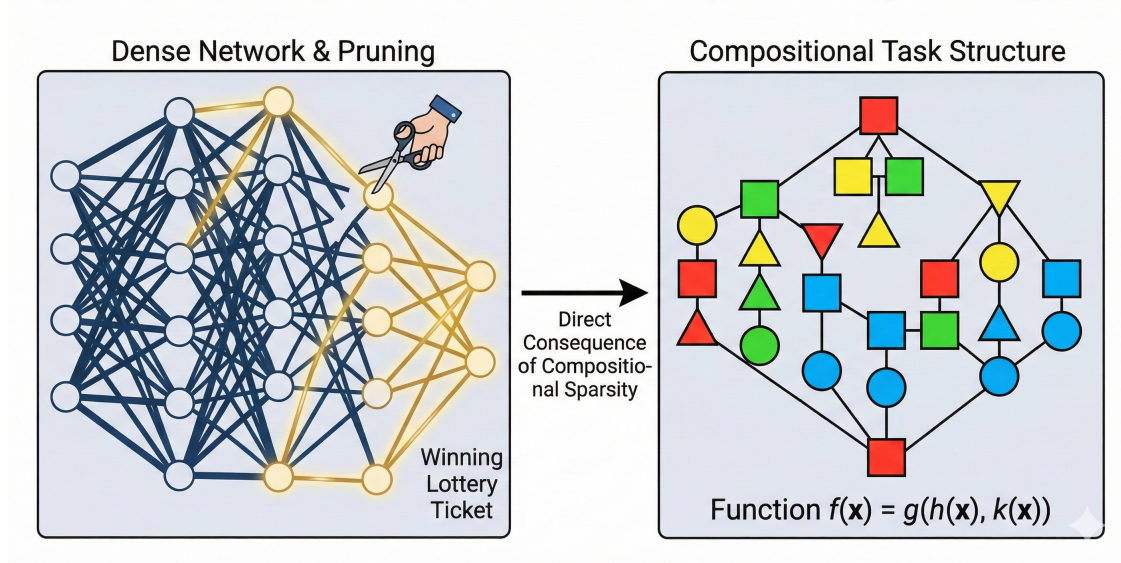 Dense Network & Pruning
Winning
Lottery
Ticket
Direct
Consequence
of Compositio-
nal Sparsity
Compositional Task Structure
Function f(x) = g(h(x), k(x))